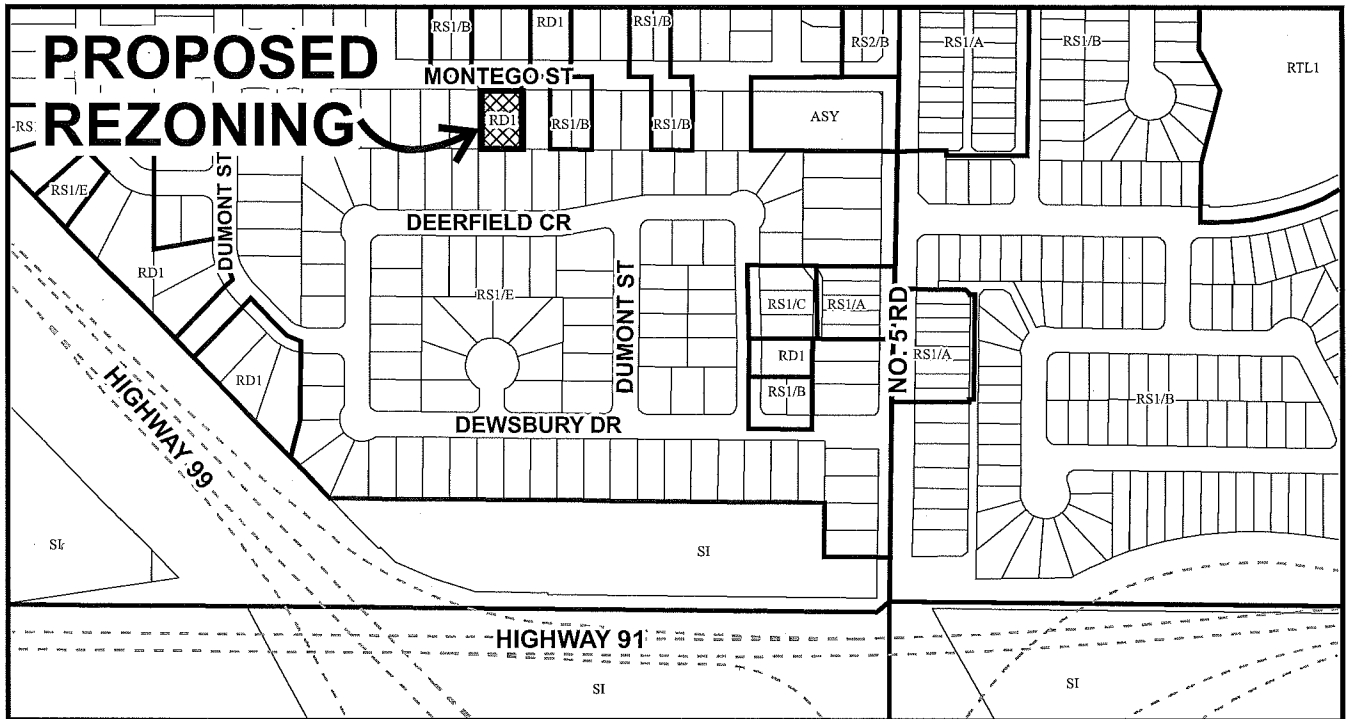 RS1/B
RD1
RS1/B
RS2/B
RS1/A
RS1/B
RTL1
PROPOSED
REZONING
MONTEGO ST
RD1
RS1/B
RS1/B
ASY
DUMONT ST
RS1/E
RD1
DEERFIELD CR
RS1/E
DUMONT ST
RS1/C
RS1/A
NO. 5 RD
RD1
RS1/A
RD1
RS1/B
RS1/B
DEWSBURY DR
HIGHWAY 99
SI
SI
HIGHWAY 91
SI
SI